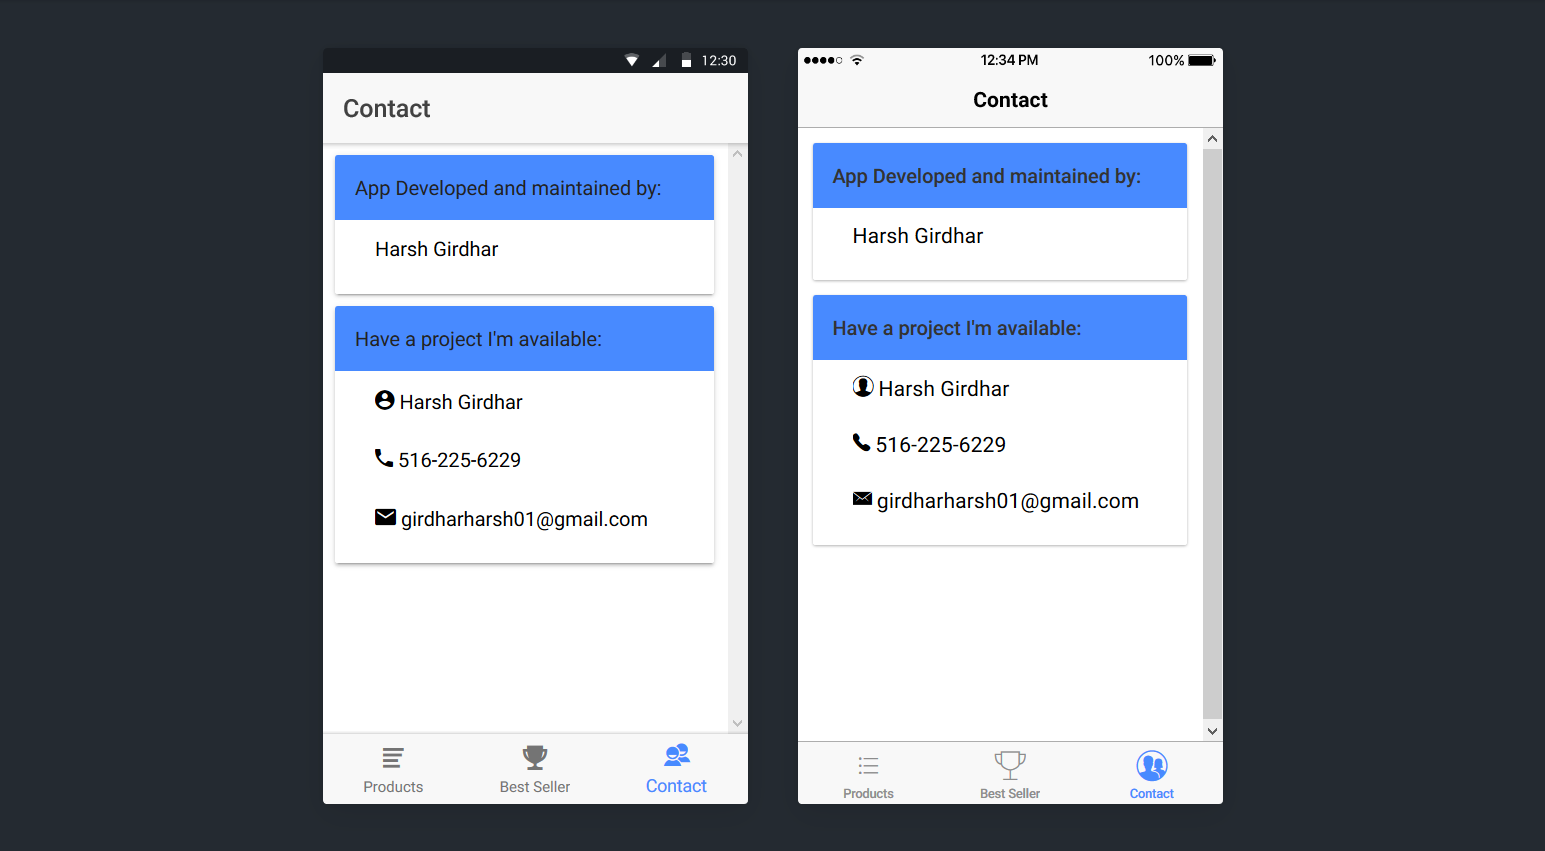 12:30
Contact
App Developed and maintained by:
Harsh Girdhar
Have a project I'm available:
Harsh Girdhar
516-225-6229
girdharharsh01@gmail.com
Products
Best Seller
Contact
12:34 PM
100%
Contact
App Developed and maintained by:
Harsh Girdhar
Have a project I'm available:
Harsh Girdhar
516-225-6229
girdharharsh01@gmail.com
Products
Best Seller
Contact